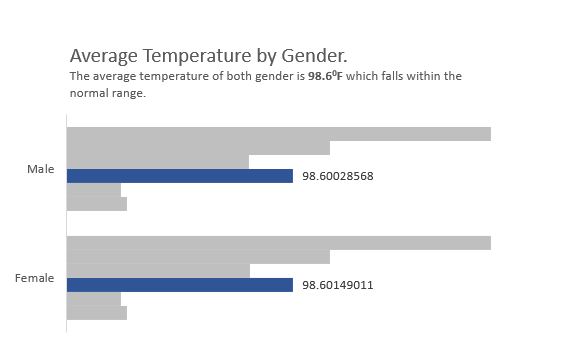 Average Temperature by Gender.
The average temperature of both gender is 98.6⁰F which falls within the
normal range.
Male
98.60028568
Female
98.60149011